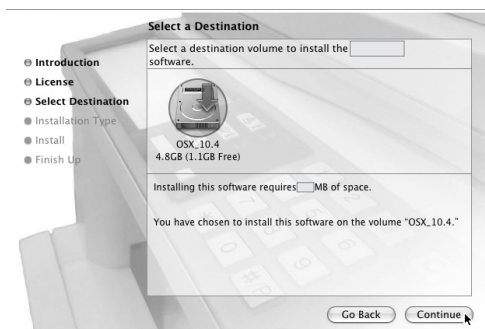 Select a Destination
Introduction
License
Select Destination
Installation Type
Install
Finish Up
Select a destination volume to install the
software.
OSX_10.4
4.8GB (1.1GB Free)
Installing this software requires MB of space.
You have chosen to install this software on the volume "OSX_10.4."
Go Back
Continue